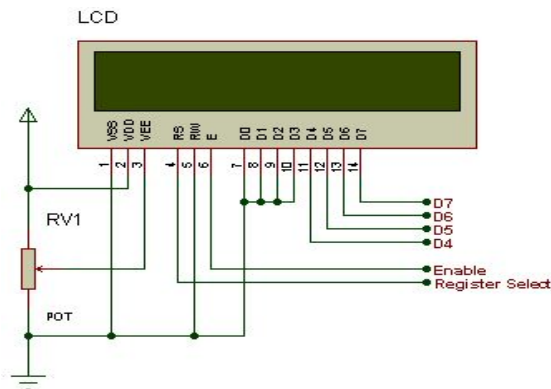 LCD
VSS VDD VEE RS RW E D0 D1 D2 D3 D4 D5 D6 D7
1 2 3 4 5 6 7 8 9 10 11 12 13 14
D7
D6
D5
D4
RV1
Enable
Register Select
POT